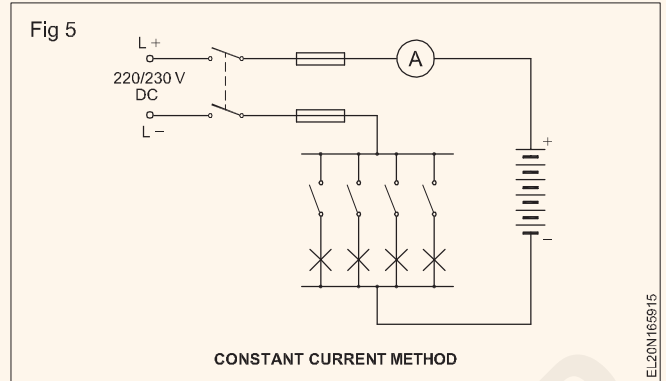 Fig 5
L +
220/230 V
DC
L –
A
+
–
CONSTANT CURRENT METHOD
EL20N165915